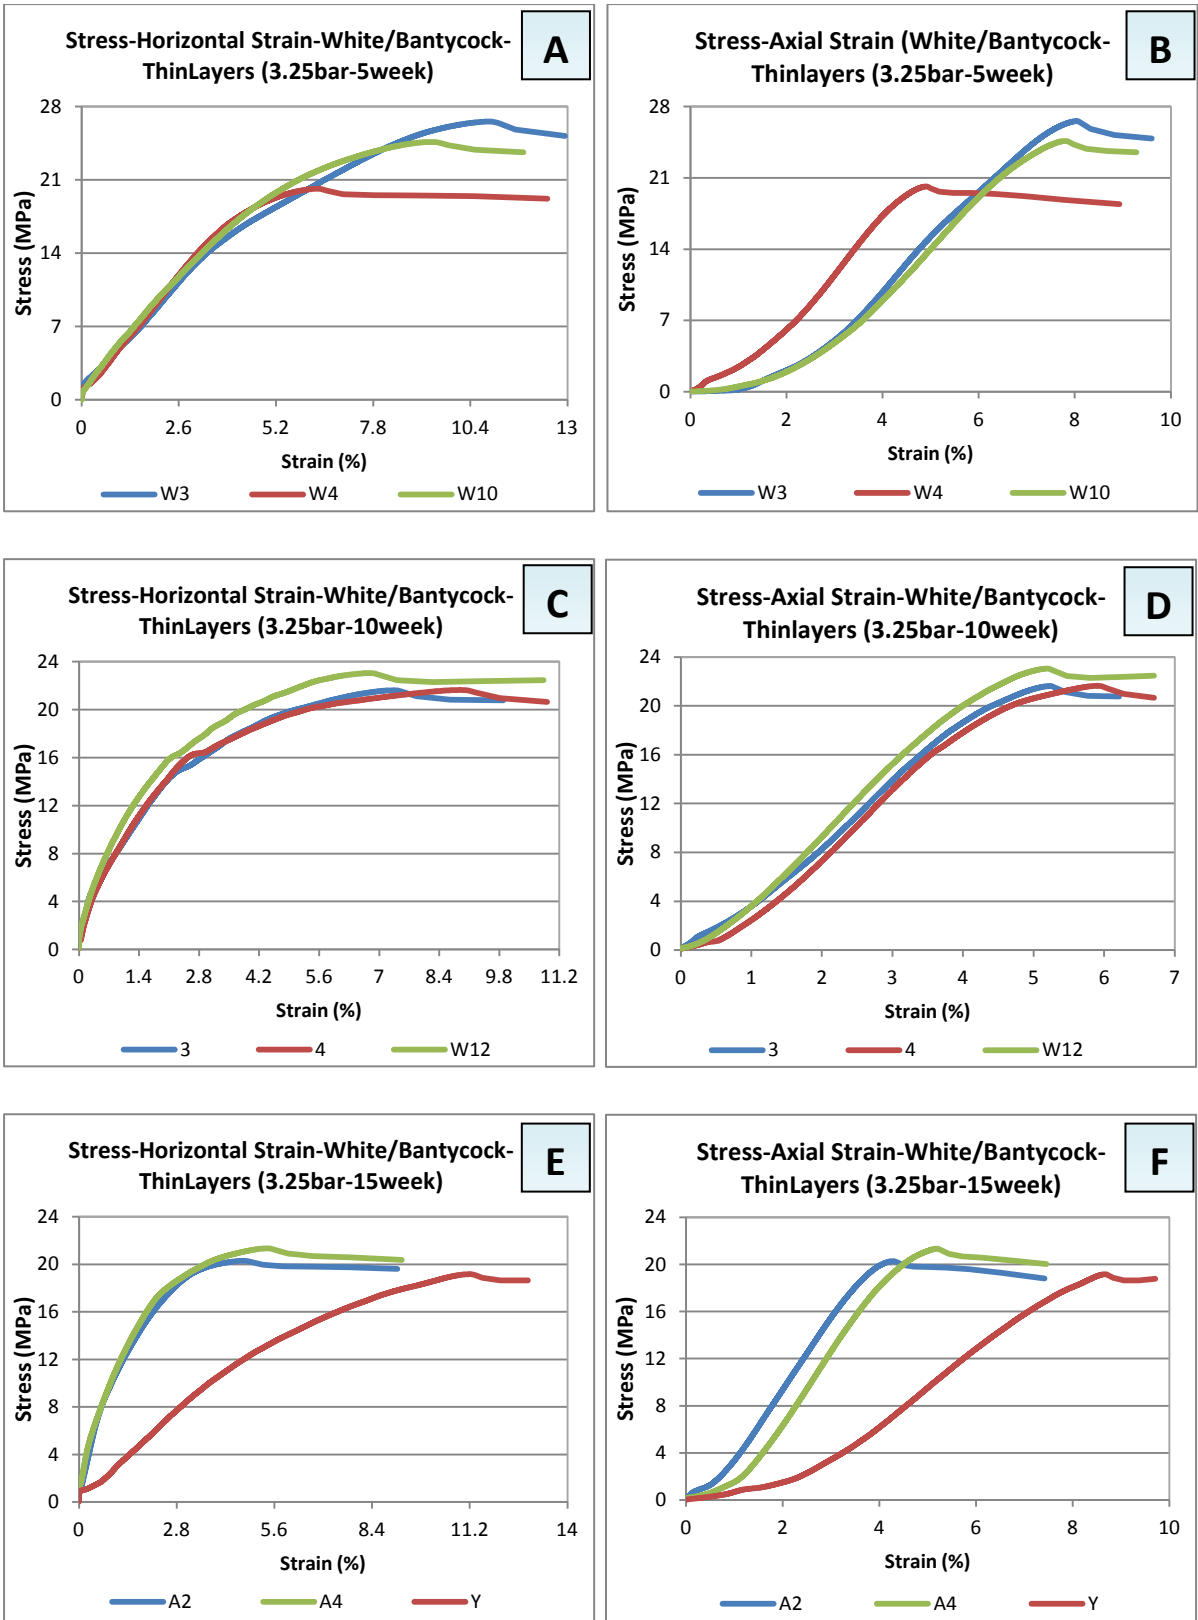 Stress-Horizontal Strain-White/Bantycock-
ThinLayers (3.25bar-5week)
A
28
21
14
7
0
Stress (MPa)
0 2.6 5.2 7.8 10.4 13
Strain (%)
W3 W4 W10
Stress-Axial Strain (White/Bantycock-
Thinlayers (3.25bar-5week)
B
28
21
14
7
0
Stress (MPa)
0 2 4 6 8 10
Strain (%)
W3 W4 W10
Stress-Horizontal Strain-White/Bantycock-
ThinLayers (3.25bar-10week)
C
24
20
16
12
8
4
0
Stress (MPa)
0 1.4 2.8 4.2 5.6 7 8.4 9.8 11.2
Strain (%)
3 4 W12
Stress-Axial Strain-White/Bantycock-
Thinlayers (3.25bar-10week)
D
24
20
16
12
8
4
0
Stress (MPa)
0 1 2 3 4 5 6 7
Strain (%)
3 4 W12
Stress-Horizontal Strain-White/Bantycock-
ThinLayers (3.25bar-15week)
E
24
20
16
12
8
4
0
Stress (MPa)
0 2.8 5.6 8.4 11.2 14
Strain (%)
A2 A4 Y
Stress-Axial Strain-White/Bantycock-
ThinLayers (3.25bar-15week)
F
24
20
16
12
8
4
0
Stress (MPa)
0 2 4 6 8 10
Strain (%)
A2 A4 Y